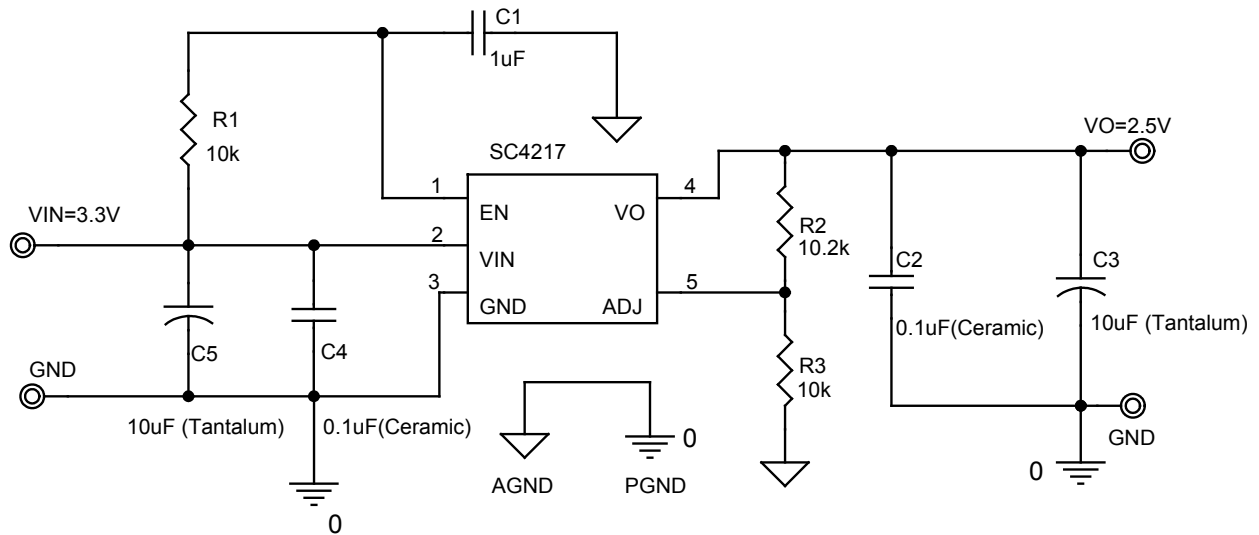 C1
1uF
R1
10k
SC4217
VO=2.5V
1
4
EN
VO
VIN=3.3V
2
VIN
R2
10.2k
3
5
GND
ADJ
C2
C3
0.1uF(Ceramic)
10uF (Tantalum)
C5
C4
GND
R3
10k
10uF (Tantalum)
0.1uF(Ceramic)
0
GND
AGND
PGND
0
0